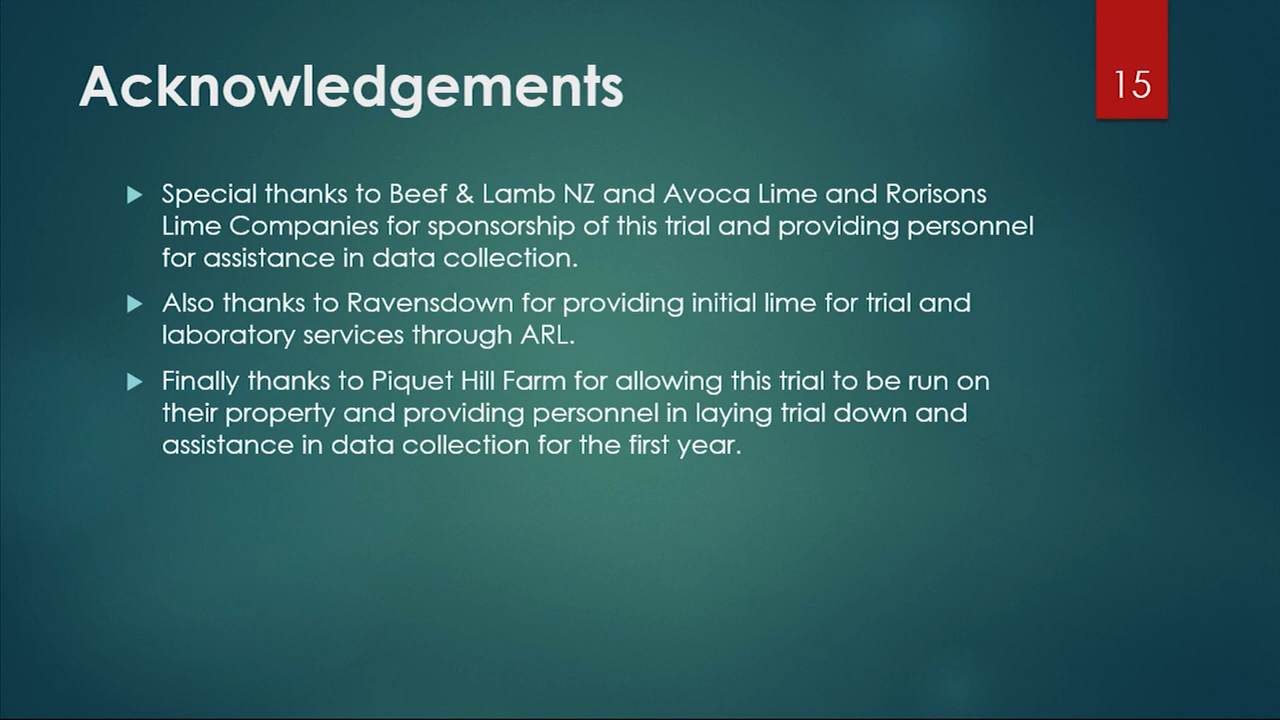 Acknowledgements
15
Special thanks to Beef & Lamb NZ and Avoca Lime and Rorisons
Lime Companies for sponsorship of this trial and providing personnel
for assistance in data collection.
Also thanks to Ravensdown for providing initial lime for trial and
laboratory services through ARL.
Finally thanks to Piquet Hill Farm for allowing this trial to be run on
their property and providing personnel in laying trial down and
assistance in data collection for the first year.